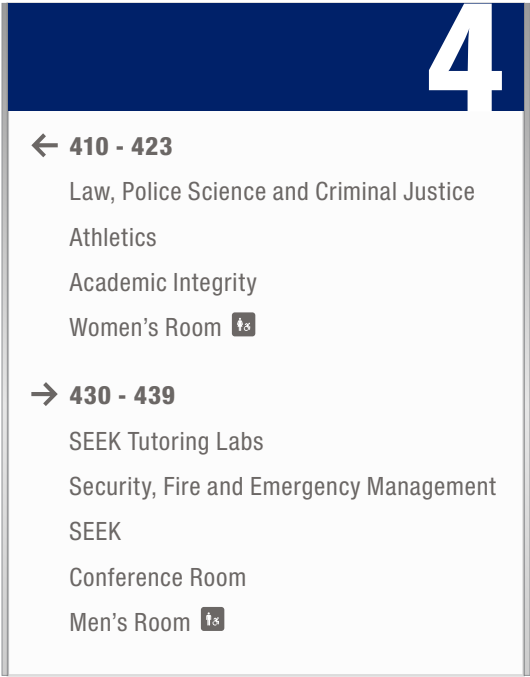 4
← 410 - 423
Law, Police Science and Criminal Justice
Athletics
Academic Integrity
Women’s Room
→ 430 - 439
SEEK Tutoring Labs
Security, Fire and Emergency Management
SEEK
Conference Room
Men’s Room